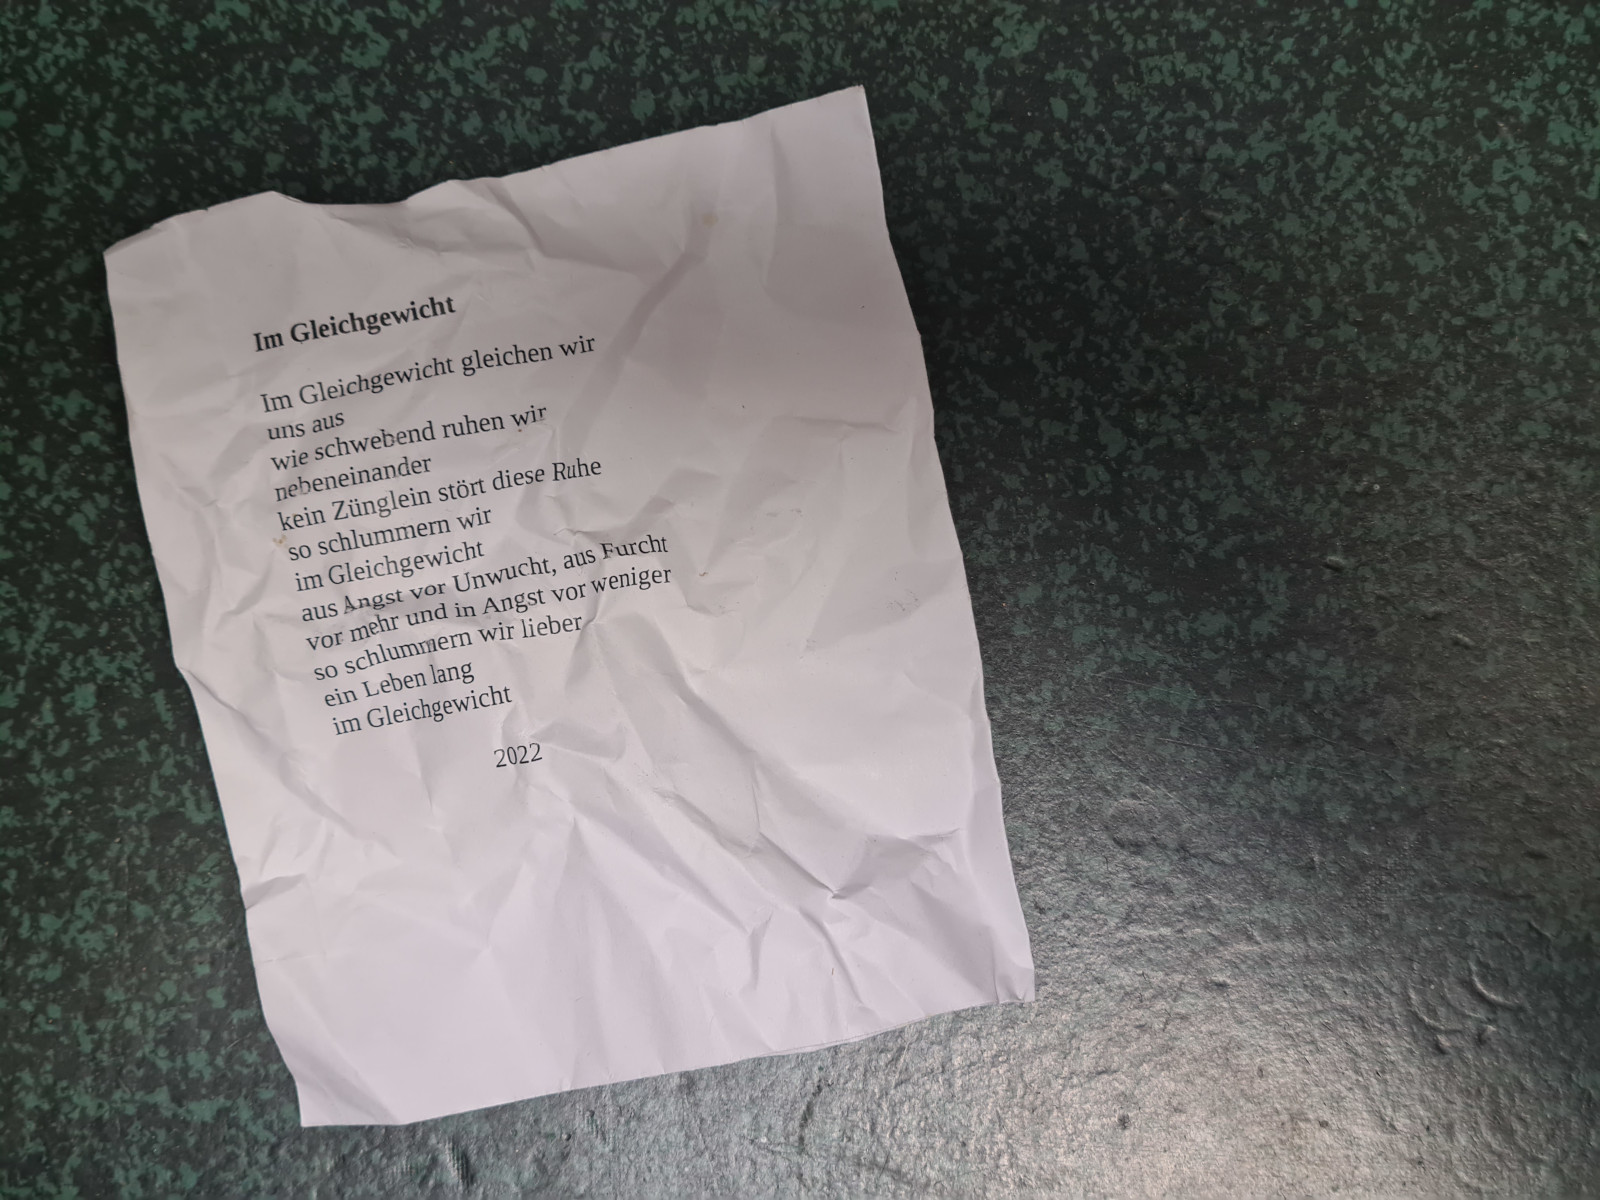 Im Gleichgewicht
Im Gleichgewicht gleichen wir
uns aus
wie schwebend ruhen wir
nebeneinander
kein Zünglein stört diese Ruhe
so schlummern wir
im Gleichgewicht
aus Angst vor Unwucht, aus Furcht
vor mehr und in Angst vor weniger
so schlummern wir lieber
ein Leben lang
im Gleichgewicht
2022